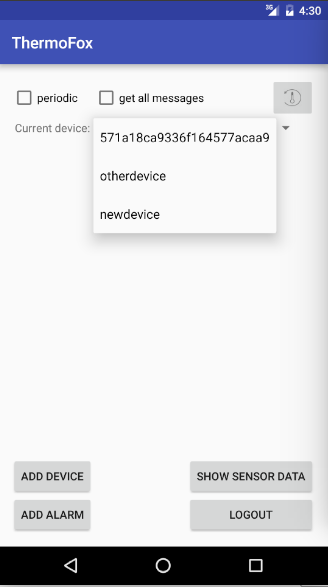 3G 4:30
ThermoFox
periodic get all messages
Current device:
571a18ca9336f164577acaa9
otherdevice
newdevice
ADD DEVICE SHOW SENSOR DATA
ADD ALARM LOGOUT